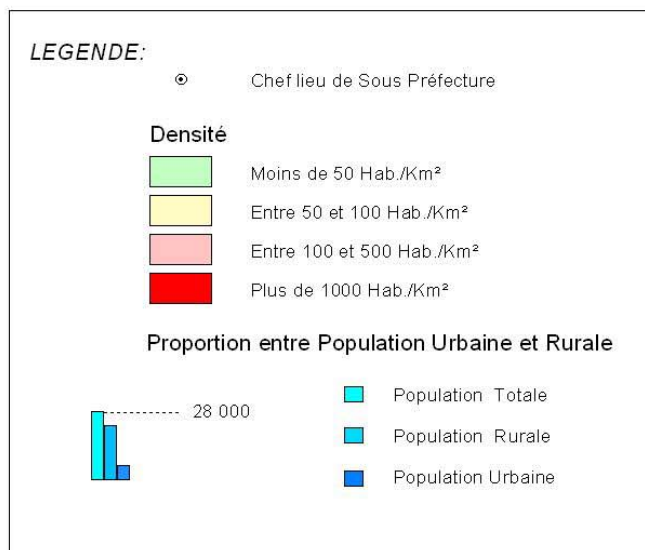 LEGENDE:
Chef lieu de Sous Préfecture
Densité
Moins de 50 Hab./Km²
Entre 50 et 100 Hab./Km²
Entre 100 et 500 Hab./Km²
Plus de 1000 Hab./Km²
Proportion entre Population Urbaine et Rurale
28 000
Population Totale
Population Rurale
Population Urbaine